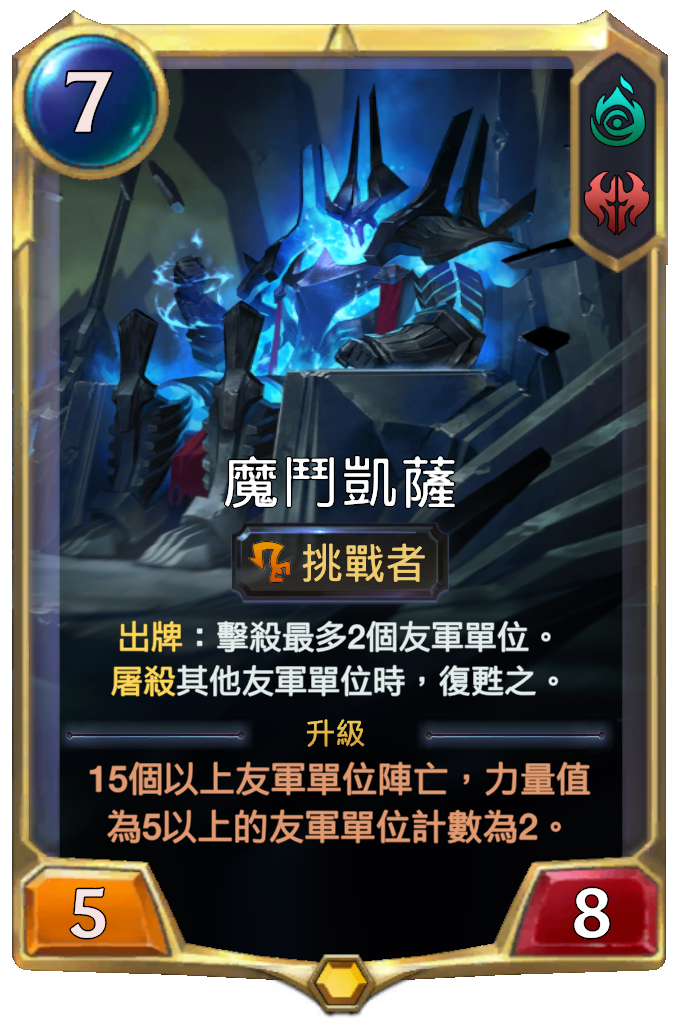 7
魔鬥凱薩
挑戰者
出牌：擊殺最多2個友軍單位。
屠殺其他友軍單位時，復甦之。
升級
15個以上友軍單位陣亡，力量值
為5以上的友軍單位計數為2。
5
8